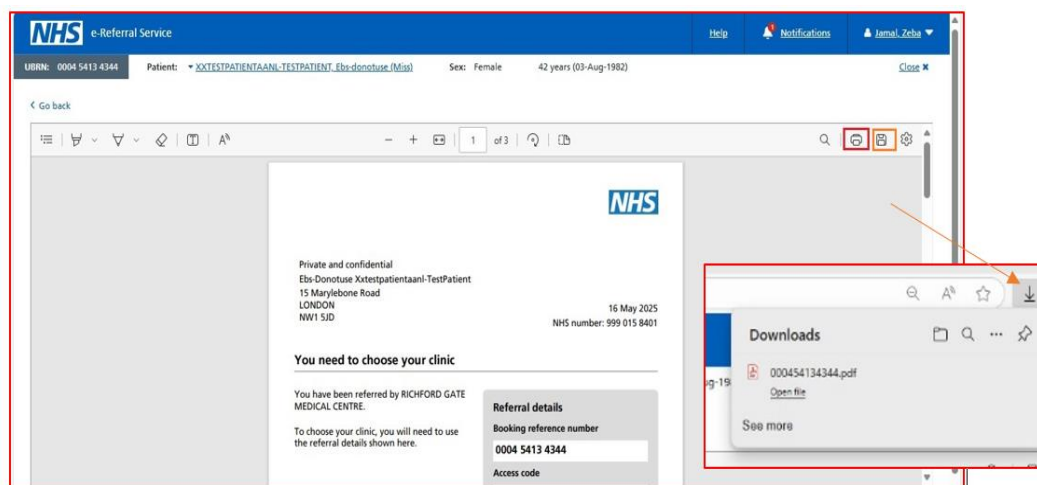 NHS e-Referral Service Help Notifications Jamal, Zeba
UBRN: 0004 5413 4344 Patient: XXTESTPATIENTAANL-TESTPATIENT, Ebs-donotuse (Miss) Sex: Female 42 years (03-Aug-1982) Close
Go back
1 of 3
NHS
Private and confidential
Ebs-Donotuse Xxtestpatientaanl-TestPatient
15 Marylebone Road
LONDON
NW1 5JD
16 May 2025
NHS number: 999 015 8401
You need to choose your clinic
You have been referred by RICHFORD GATE
MEDICAL CENTRE.
To choose your clinic, you will need to use
the referral details shown here.
Referral details
Booking reference number
0004 5413 4344
Access code
Downloads
000454134344.pdf
Open file
See more
ug-19